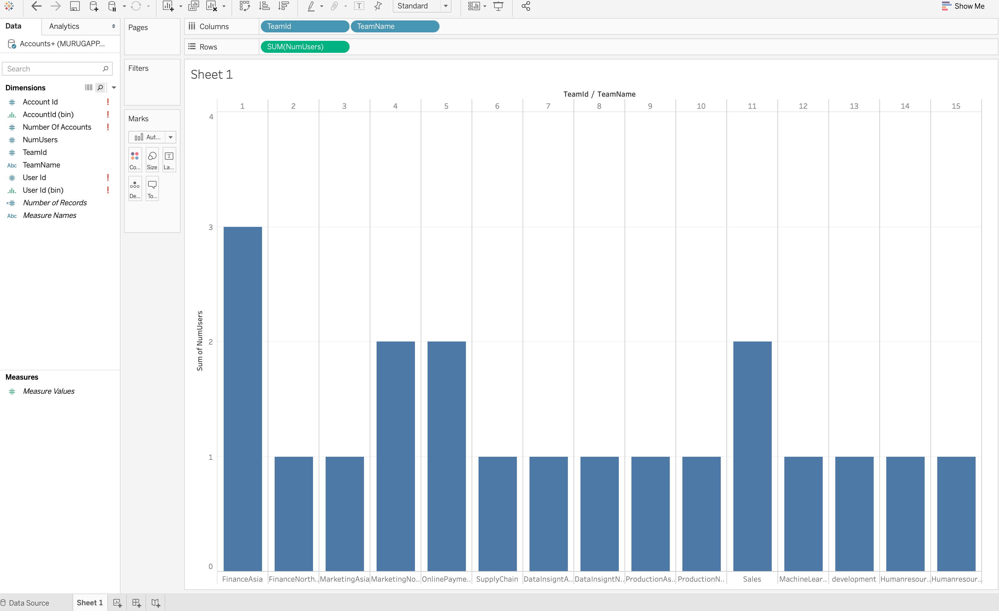 Standard
Show Me
Data
Analytics
Accounts+ (MURUGAPP...
Search
Dimensions
Account Id
AccountId (bin)
Number Of Accounts
NumUsers
TeamId
Abc TeamName
User Id
User Id (bin)
Number of Records
Abc Measure Names
Measures
Measure Values
Pages
Filters
Marks
Aut...
Co...
Size
La...
De...
To...
Columns TeamId TeamName
Rows SUM(NumUsers)
Sheet 1
TeamId / TeamName
1 2 3 4 5 6 7 8 9 10 11 12 13 14 15
4
3
2
1
0
Sum of NumUsers
FinanceAsia FinanceNorth.. MarketingAsia MarketingNo.. OnlinePayme.. SupplyChain DataInsigntA.. DataInsigntN.. ProductionAs.. ProductionN.. Sales MachineLear.. development Humanresour.. Humanresour..
Data Source
Sheet 1